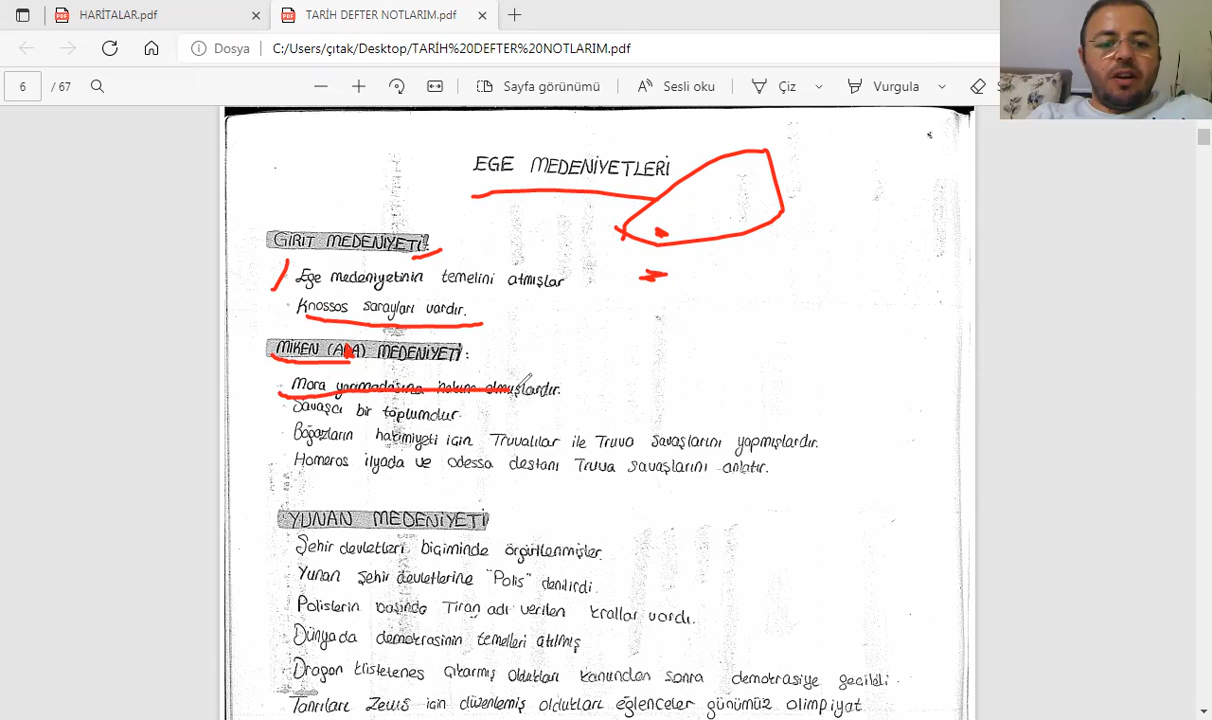 HARİTALAR.pdf
TARİH DEFTER NOTLARIM.pdf
Dosya
C:/Users/çıtak/Desktop/TARİH%20DEFTER%20NOTLARIM.pdf
6 / 67
Sayfa görünümü
Sesli oku
Çiz
Vurgula
S
EGE MEDENİYETLERİ
GİRİT MEDENİYETİ:
Ege medeniyetinin temelini atmışlar
Knossos sarayları vardır.
MİKEN (AKA) MEDENİYETİ:
Mora yarımadasına hakim olmuşlardır.
Savaşcı bir toplumdur.
Boğazların hakimiyeti için Truvalılar ile Truva savaşlarını yapmışlardır.
Homeros ilyada ve odessa destanı Truva savaşlarını anlatır.
YUNAN MEDENİYETİ
Şehir devletleri biçiminde örgütlenmişler.
Yunan şehir devletlerine "Polis" denilirdi.
Polislerin başında Tiran adı verilen krallar vardı.
Dünyada demokrasinin temelleri atılmış
Dragon klistenes çıkarmış oldukları kanundan sonra demokrasiye geçildi.
Tanrıları Zeus için düzenlemiş oldukları eğlenceler günümüz olimpiyat